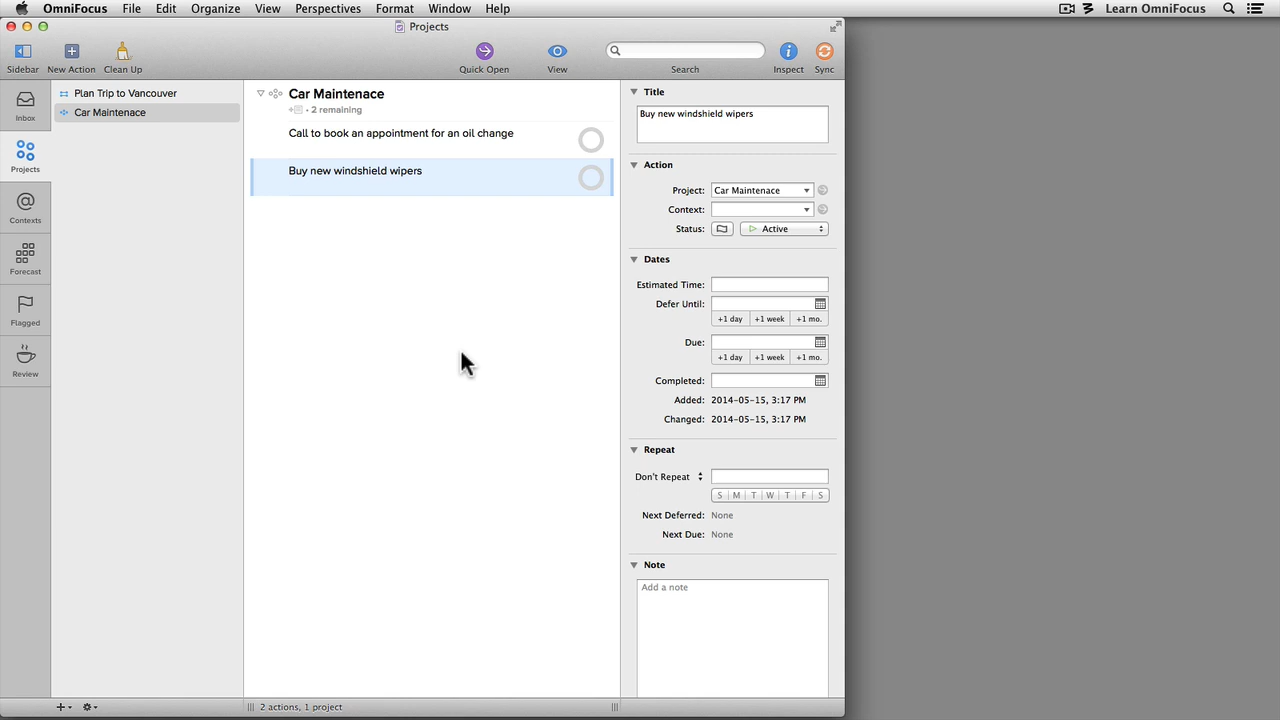 OmniFocus File Edit Organize View Perspectives Format Window Help Learn OmniFocus
Projects
Sidebar New Action Clean Up Quick Open View Search Inspect Sync
Inbox
Projects
Contexts
Forecast
Flagged
Review
Plan Trip to Vancouver
Car Maintenace
Car Maintenace
• 2 remaining
Call to book an appointment for an oil change
Buy new windshield wipers
Title
Buy new windshield wipers
Action
Project: Car Maintenace
Context:
Status: Active
Dates
Estimated Time:
Defer Until:
+1 day +1 week +1 mo.
Due:
+1 day +1 week +1 mo.
Completed:
Added: 2014-05-15, 3:17 PM
Changed: 2014-05-15, 3:17 PM
Repeat
Don't Repeat
S M T W T F S
Next Deferred: None
Next Due: None
Note
Add a note
2 actions, 1 project